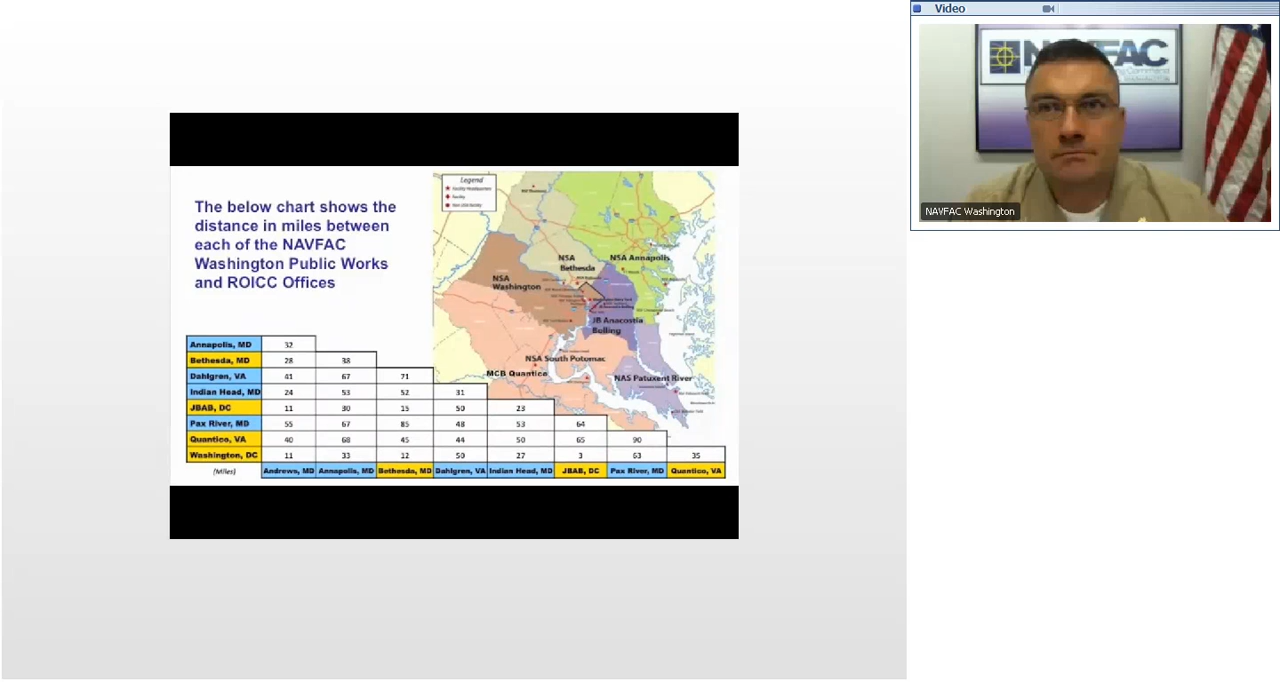 Video
NAVFAC
NAVFAC Washington
The below chart shows the
distance in miles between
each of the NAVFAC
Washington Public Works
and ROICC Offices
Legend
Facility Headquarters
Facility
NSA
Bethesda
NSA Annapolis
NSA
Washington
JB Anacostia
Bolling
NSA South Potomac
MCB Quantico
NAS Patuxent River
Annapolis, MD 32
Bethesda, MD 28 38
Dahlgren, VA 41 67 71
Indian Head, MD 24 53 52 31
JBAB, DC 11 30 15 50 23
Pax River, MD 55 67 85 48 53 64
Quantico, VA 40 68 45 44 50 65 90
Washington, DC 11 33 12 50 27 3 63 35
(Miles) Andrews, MD Annapolis, MD Bethesda, MD Dahlgren, VA Indian Head, MD JBAB, DC Pax River, MD Quantico, VA